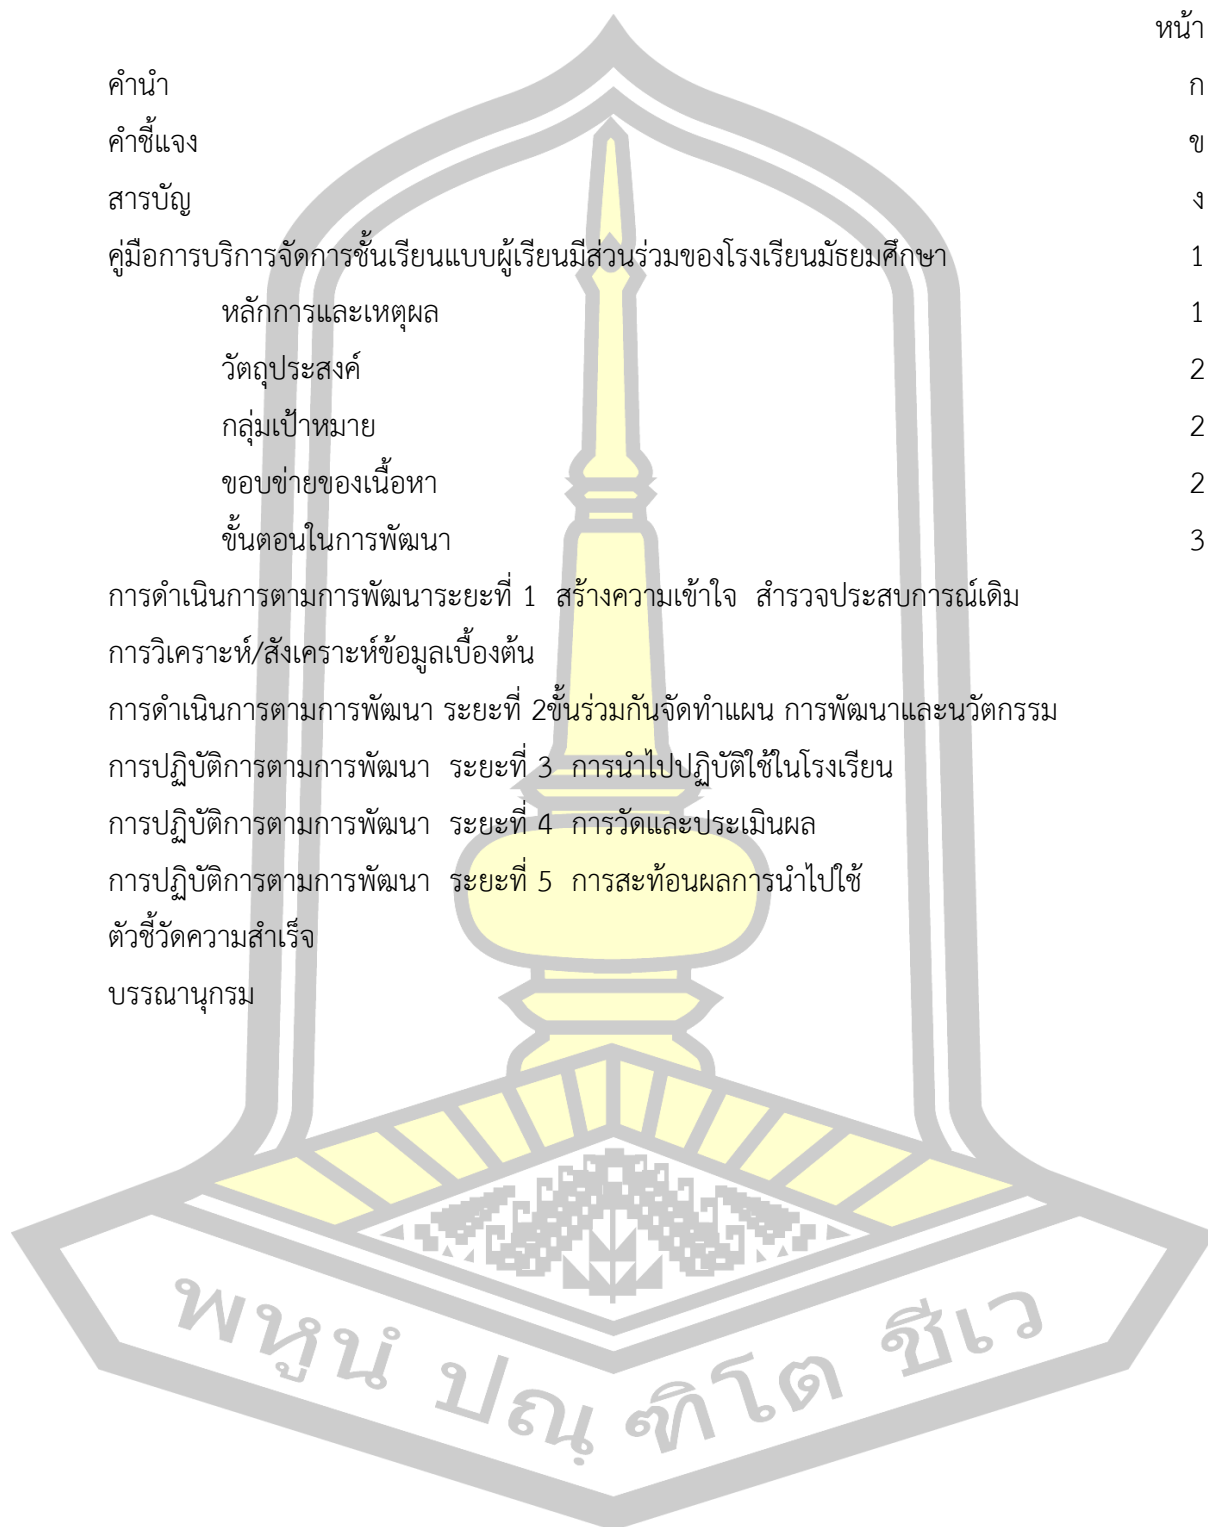 หน้า
คำนำ ก
คำชี้แจง ข
สารบัญ ง
คู่มือการบริการจัดการชั้นเรียนแบบผู้เรียนมีส่วนร่วมของโรงเรียนมัธยมศึกษา 1
หลักการและเหตุผล 1
วัตถุประสงค์ 2
กลุ่มเป้าหมาย 2
ขอบข่ายของเนื้อหา 2
ขั้นตอนในการพัฒนา 3
การดำเนินการตามการพัฒนาระยะที่ 1 สร้างความเข้าใจ สำรวจประสบการณ์เดิม
การวิเคราะห์/สังเคราะห์ข้อมูลเบื้องต้น
การดำเนินการตามการพัฒนา ระยะที่ 2ขั้นร่วมกันจัดทำแผน การพัฒนาและนวัตกรรม
การปฏิบัติการตามการพัฒนา ระยะที่ 3 การนำไปปฏิบัติใช้ในโรงเรียน
การปฏิบัติการตามการพัฒนา ระยะที่ 4 การวัดและประเมินผล
การปฏิบัติการตามการพัฒนา ระยะที่ 5 การสะท้อนผลการนำไปใช้
ตัวชี้วัดความสำเร็จ
บรรณานุกรม
พหูนํ ปณฺฑิโต ชีเว